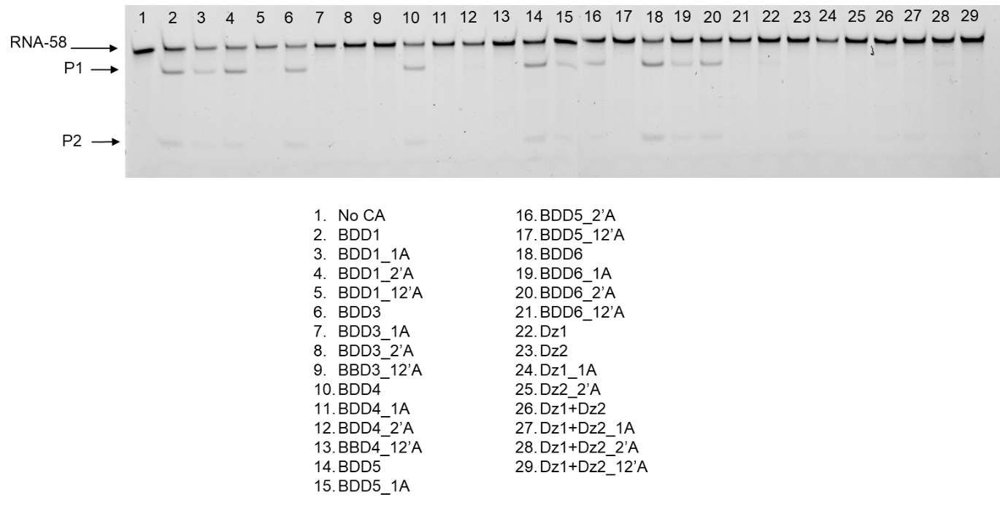 1 2 3 4 5 6 7 8 9 10 11 12 13 14 15 16 17 18 19 20 21 22 23 24 25 26 27 28 29
RNA-58
P1
P2
1. No CA
2. BDD1
3. BDD1_1A
4. BDD1_2'A
5. BDD1_12'A
6. BDD3
7. BDD3_1A
8. BDD3_2'A
9. BBD3_12'A
10. BDD4
11. BDD4_1A
12. BDD4_2'A
13. BBD4_12'A
14. BDD5
15. BDD5_1A
16. BDD5_2'A
17. BDD5_12'A
18. BDD6
19. BDD6_1A
20. BDD6_2'A
21. BDD6_12'A
22. Dz1
23. Dz2
24. Dz1_1A
25. Dz2_2'A
26. Dz1+Dz2
27. Dz1+Dz2_1A
28. Dz1+Dz2_2'A
29. Dz1+Dz2_12'A